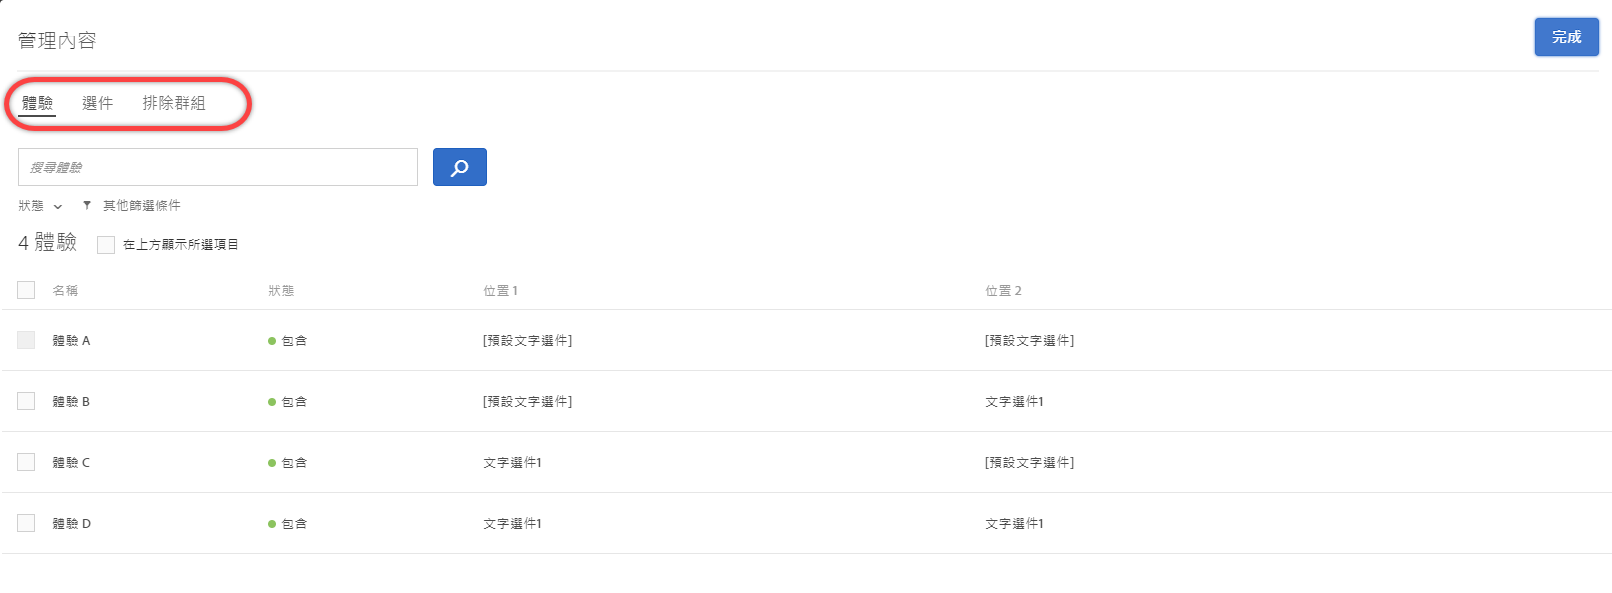 管理內容
完成
體驗 選件 排除群組
搜尋體驗
狀態 其他篩選條件
4 體驗 在上方顯示所選項目
名稱 狀態 位置 1 位置 2
體驗 A 包含 [預設文字選件] [預設文字選件]
體驗 B 包含 [預設文字選件] 文字選件1
體驗 C 包含 文字選件1 [預設文字選件]
體驗 D 包含 文字選件1 文字選件1